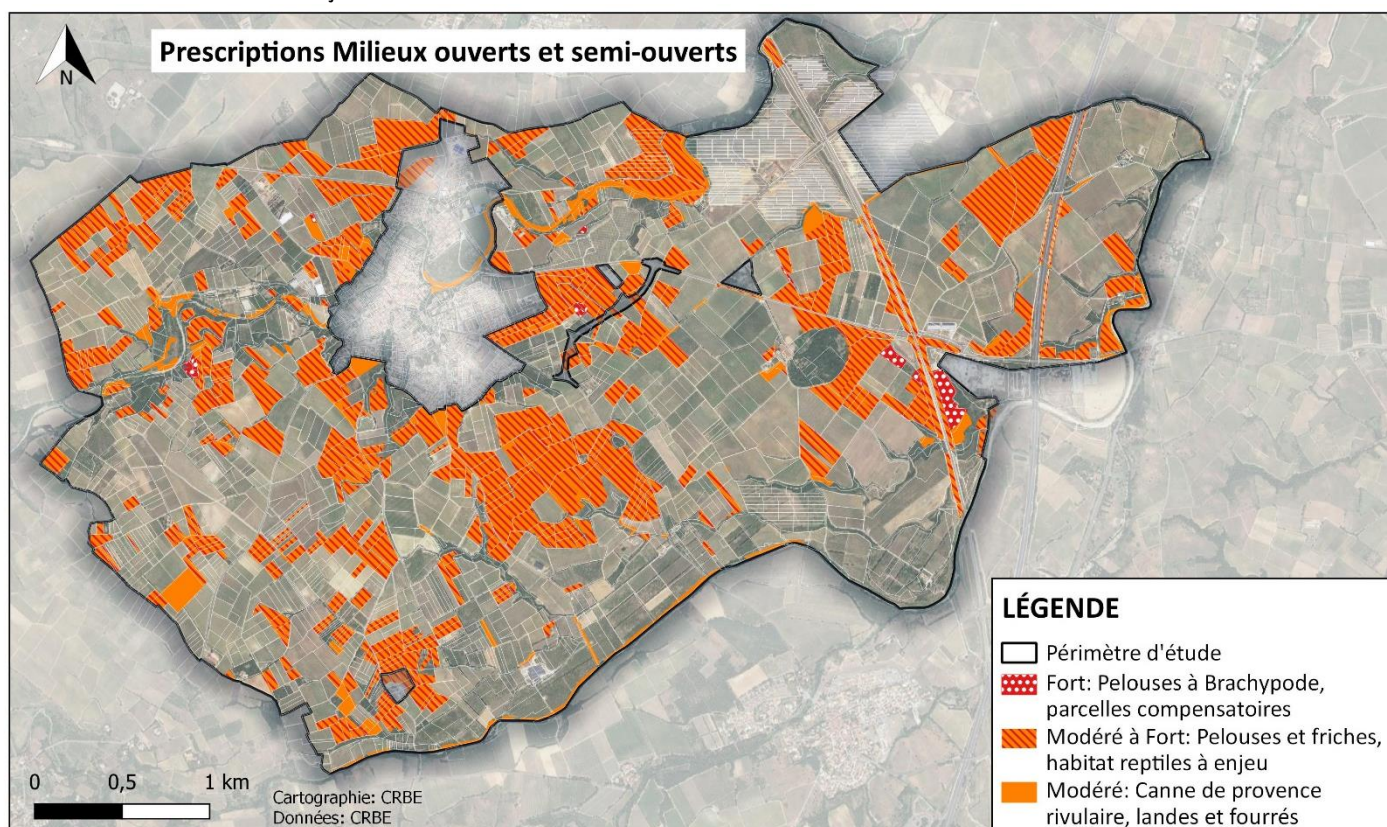 Prescriptions Milieux ouverts et semi-ouverts
N
LÉGENDE
Périmètre d'étude
Fort: Pelouses à Brachypode,
parcelles compensatoires
Modéré à Fort: Pelouses et friches,
habitat reptiles à enjeu
Modéré: Canne de provence
rivulaire, landes et fourrés
0 0,5 1 km
Cartographie: CRBE
Données: CRBE